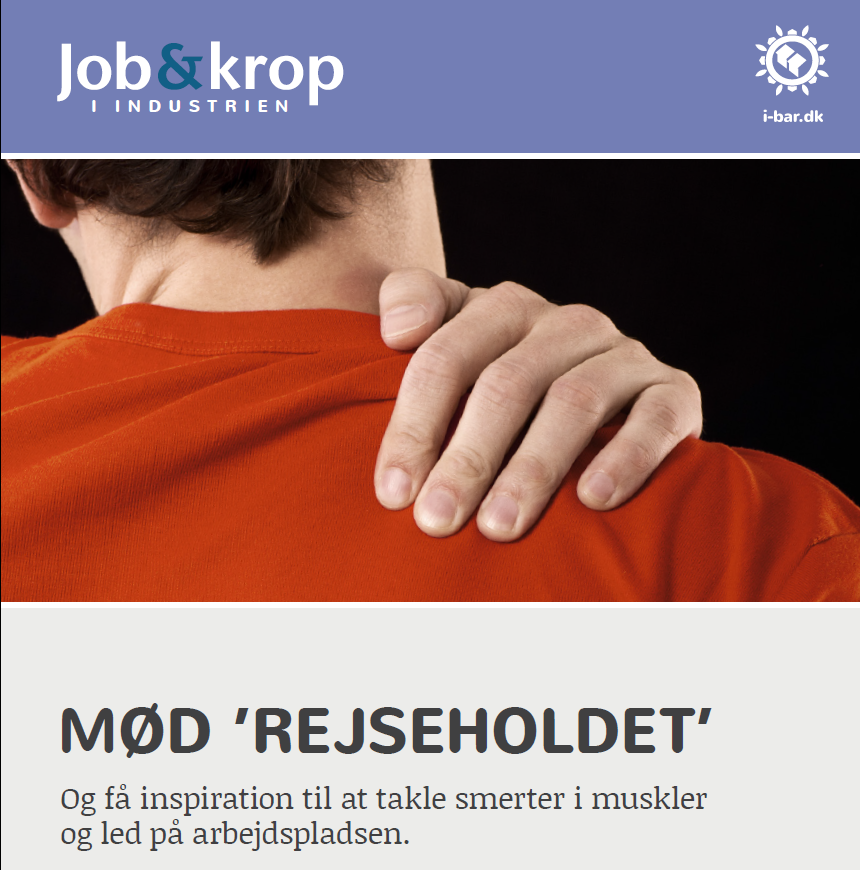 Job&krop
I INDUSTRIEN
i-bar.dk
MØD ’REJSEHOLDET’
Og få inspiration til at takle smerter i muskler
og led på arbejdspladsen.